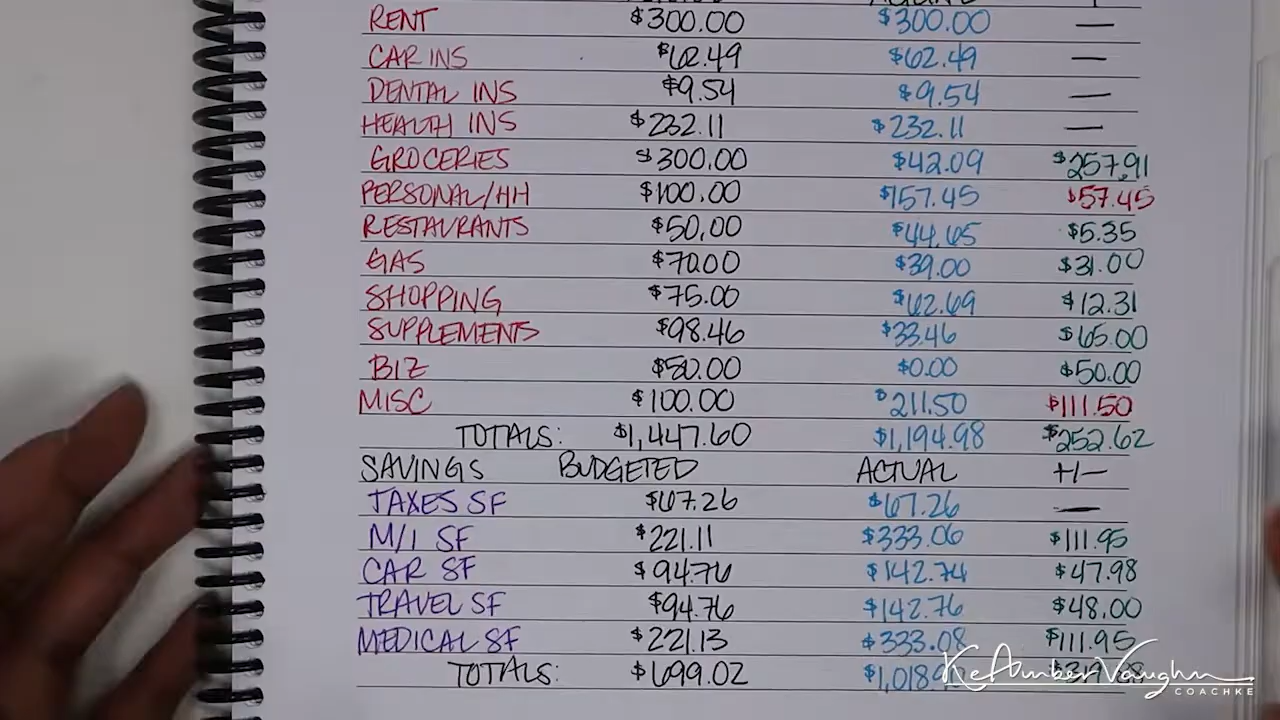 RENT $300.00 $300.00 —
CAR INS $62.49 $62.49 —
DENTAL INS $9.54 $9.54 —
HEALTH INS $232.11 $232.11 —
GROCERIES $300.00 $42.09 $257.91
PERSONAL/HH $100.00 $157.45 $57.45
RESTAURANTS $50.00 $44.65 $5.35
GAS $70.00 $39.00 $31.00
SHOPPING $75.00 $62.69 $12.31
SUPPLEMENTS $98.46 $33.46 $65.00
BIZ $50.00 $0.00 $50.00
MISC $100.00 $211.50 $111.50
TOTALS: $1,447.60 $1,194.98 $252.62
SAVINGS BUDGETED ACTUAL +/-
TAXES SF $67.26 $67.26 —
M/I SF $221.11 $333.06 $111.95
CAR SF $94.76 $142.74 $47.98
TRAVEL SF $94.76 $142.76 $48.00
MEDICAL SF $221.13 $333.08 $111.95
TOTALS: $699.02
KeAmber Vaughn
COACHKE